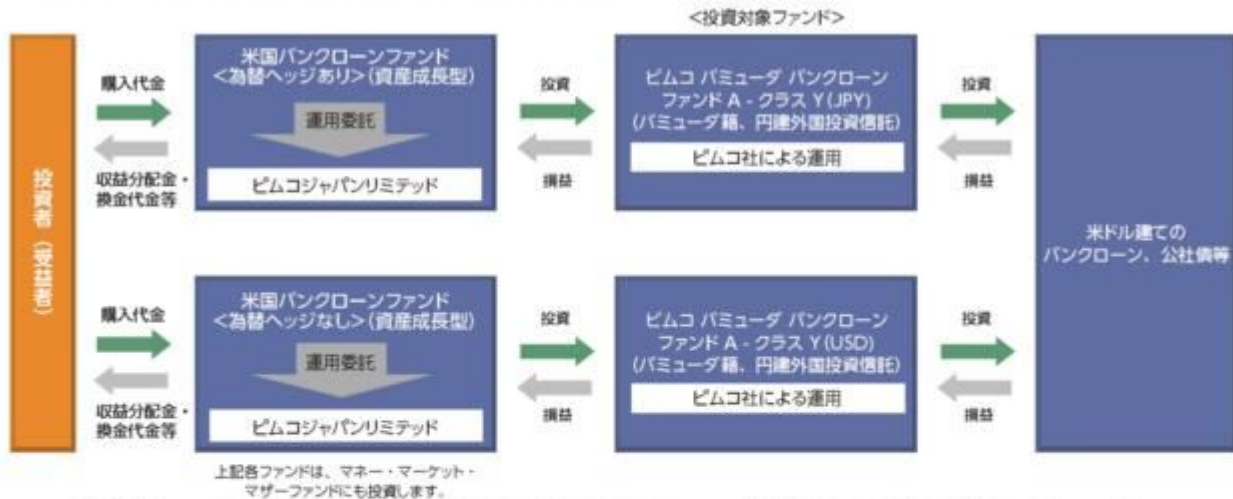 <投資対象ファンド>
投資者（受益者）
購入代金
収益分配金・
換金代金等
米国バンクローンファンド
<為替ヘッジあり>(資産成長型)
運用委託
ピムコジャパンリミテッド
投資
損益
ピムコ バミューダ バンクローン
ファンド A - クラス Y(JPY)
(バミューダ籍、円建外国投資信託)
ピムコ社による運用
投資
損益
米ドル建ての
バンクローン、公社債等
購入代金
収益分配金・
換金代金等
米国バンクローンファンド
<為替ヘッジなし>(資産成長型)
運用委託
ピムコジャパンリミテッド
投資
損益
ピムコ バミューダ バンクローン
ファンド A - クラス Y(USD)
(バミューダ籍、円建外国投資信託)
ピムコ社による運用
投資
損益
上記各ファンドは、マネー・マーケット・
マザーファンドにも投資します。